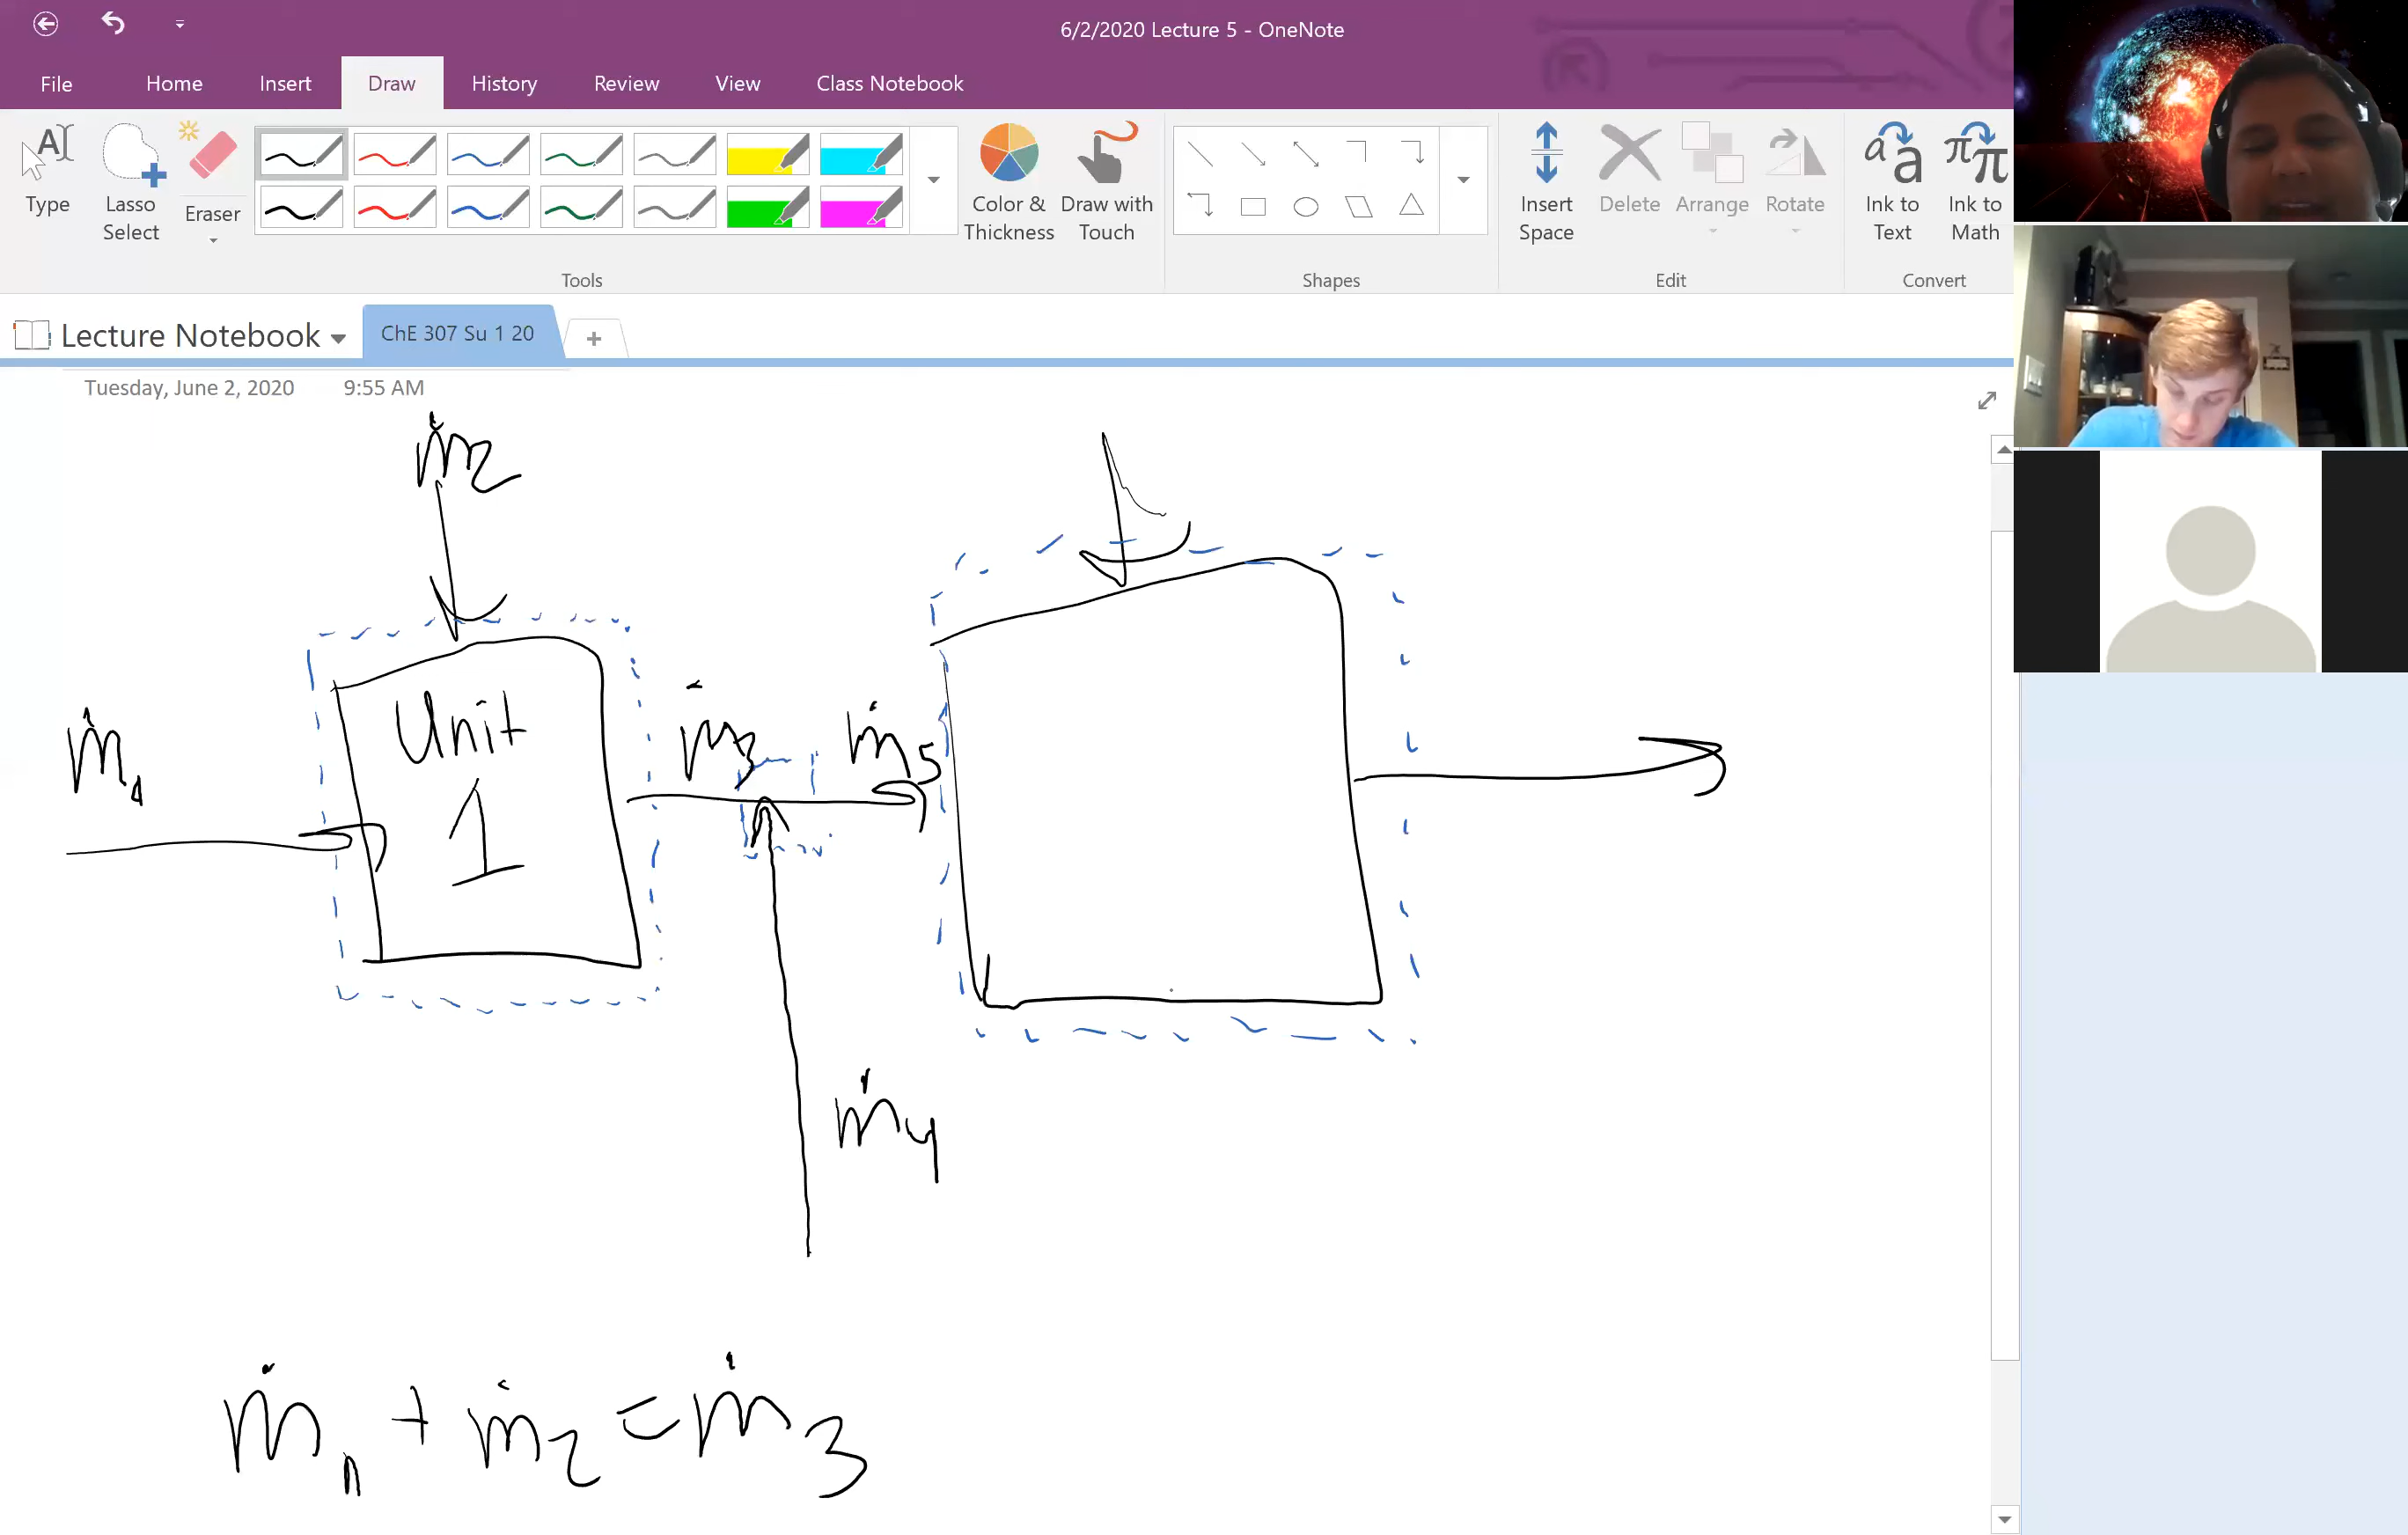 6/2/2020 Lecture 5 - OneNote
File Home Insert Draw History Review View Class Notebook
Type
Lasso Select
Eraser
Color & Thickness
Draw with Touch
Insert Space
Delete
Arrange
Rotate
Ink to Text
Ink to Math
Tools Shapes Edit Convert
Lecture Notebook ChE 307 Su 1 20 +
Tuesday, June 2, 2020 9:55 AM
ṁ2
Unit
1
ṁ1
ṁ3
ṁ5
ṁ4
ṁ1 + ṁ2 = ṁ3